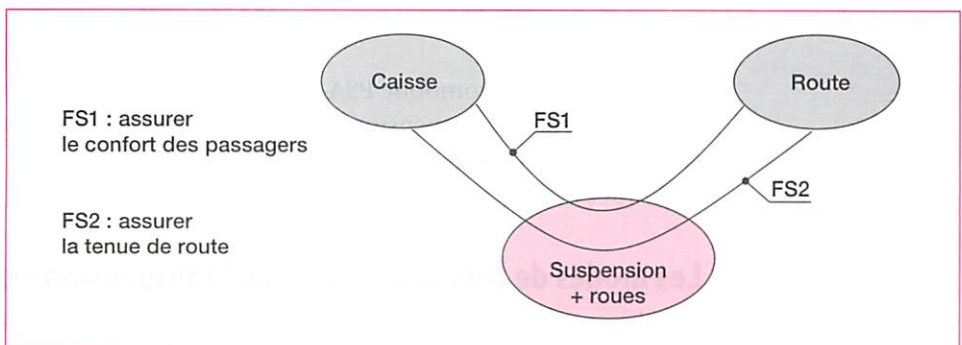 Caisse
Route
FS1
FS1 : assurer
le confort des passagers
FS2
FS2 : assurer
la tenue de route
Suspension
+ roues